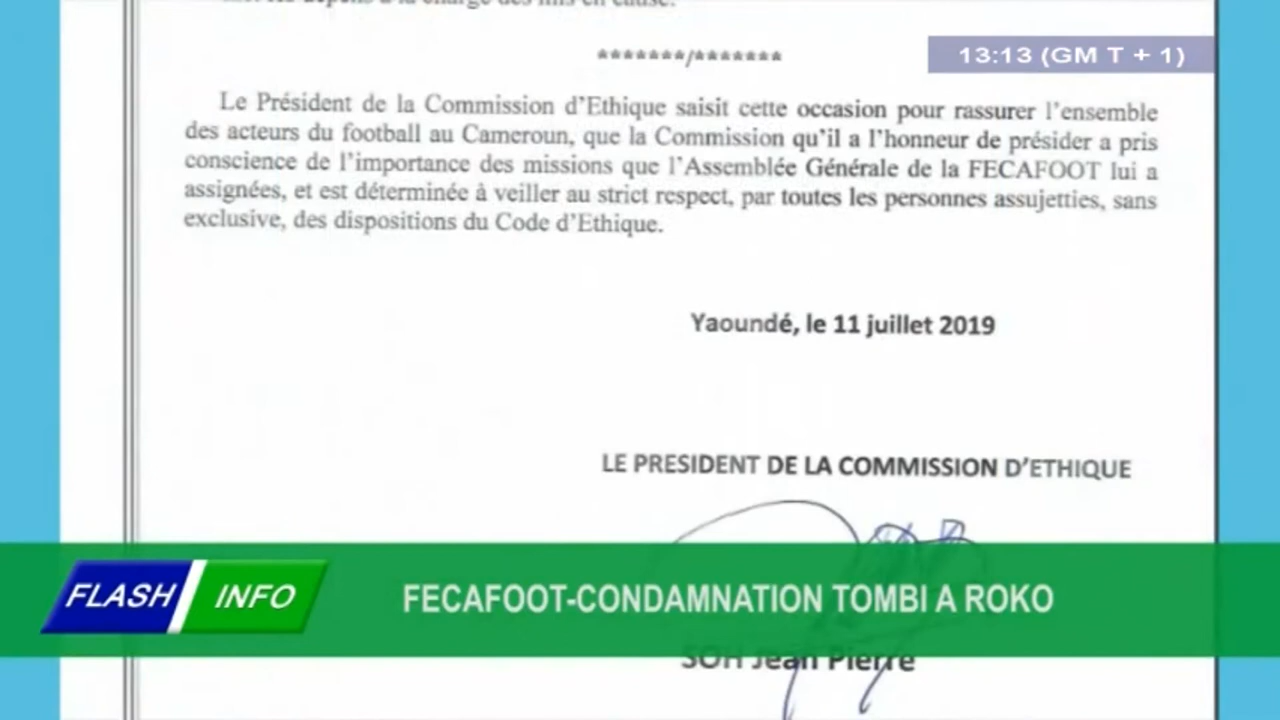 *******/*******
13:13 (GM T + 1)
Le Président de la Commission d'Ethique saisit cette occasion pour rassurer l'ensemble
des acteurs du football au Cameroun, que la Commission qu'il a l'honneur de présider a pris
conscience de l'importance des missions que l'Assemblée Générale de la FECAFOOT lui a
assignées, et est déterminée à veiller au strict respect, par toutes les personnes assujetties, sans
exclusive, des dispositions du Code d'Ethique.
Yaoundé, le 11 juillet 2019
LE PRESIDENT DE LA COMMISSION D'ETHIQUE
FLASH INFO
FECAFOOT-CONDAMNATION TOMBI A ROKO
SOH Jean Pierre